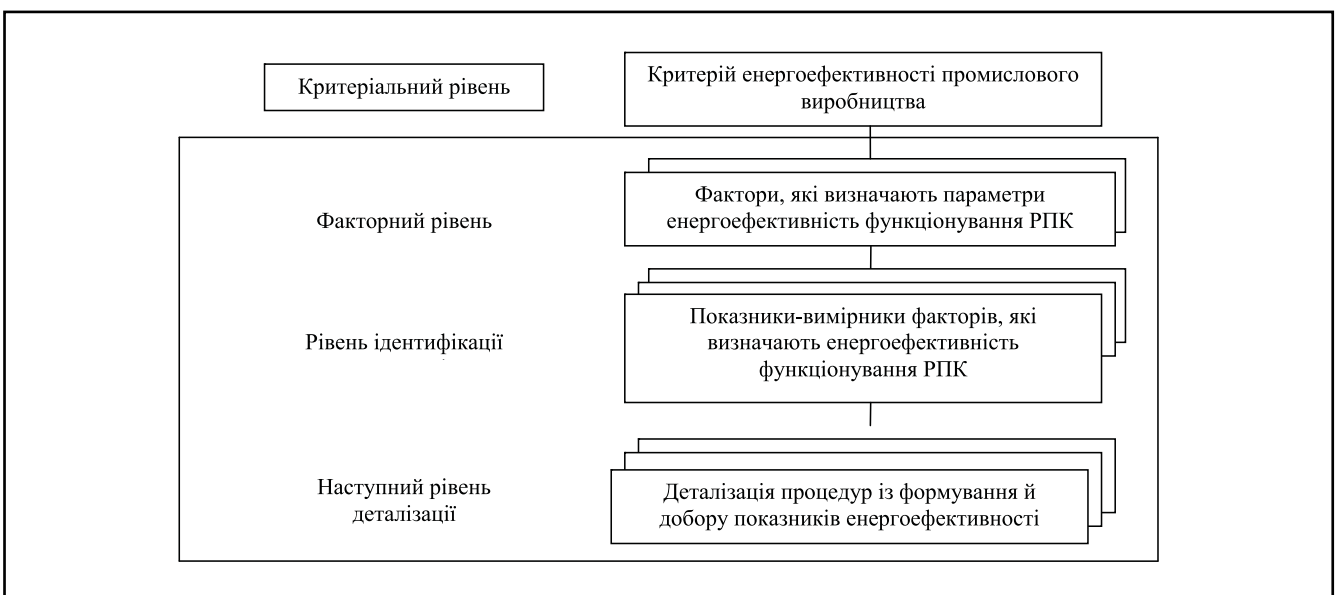 Критеріальний рівень
Критерій енергоефективності промислового
виробництва
Факторний рівень
Фактори, які визначають параметри
енергоефективність функціонування РПК
Рівень ідентифікації
Показники-вимірники факторів, які
визначають енергоефективність
функціонування РПК
Наступний рівень
деталізації
Деталізація процедур із формування й
добору показників енергоефективності